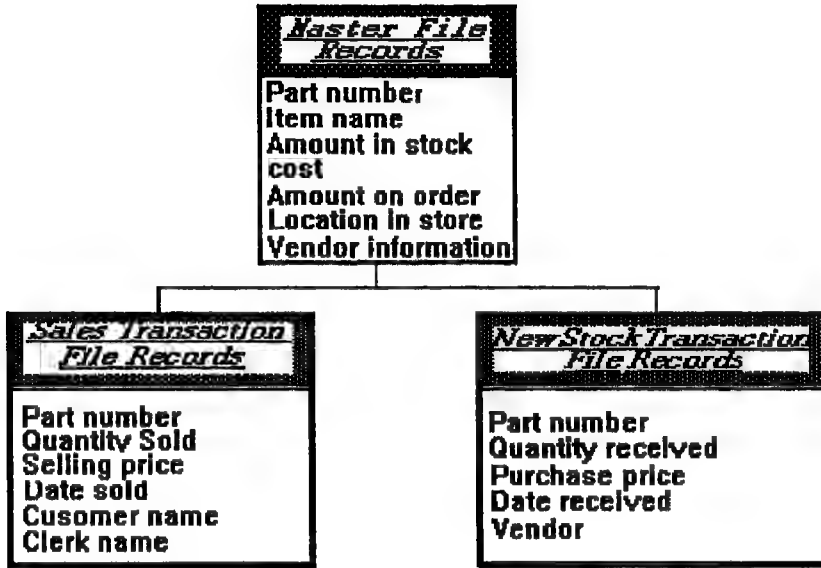 Master File
Records
Part number
Item name
Amount in stock
cost
Amount on order
Location in store
Vendor information
Sales Transaction
File Records
Part number
Quantity Sold
Selling price
Date sold
Cusomer name
Clerk name
New Stock Transaction
File Records
Part number
Quantity received
Purchase price
Date received
Vendor